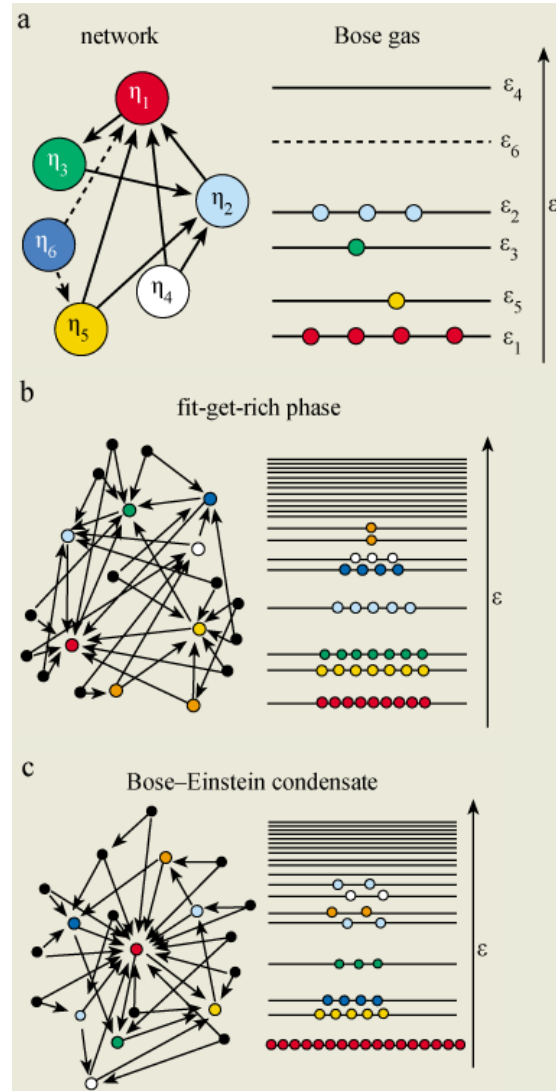 a
network
Bose gas
η1
η3
η2
η6
η4
η5
ε4
ε6
ε2
ε3
ε5
ε1
ε
b
fit-get-rich phase
ε
c
Bose–Einstein condensate
ε